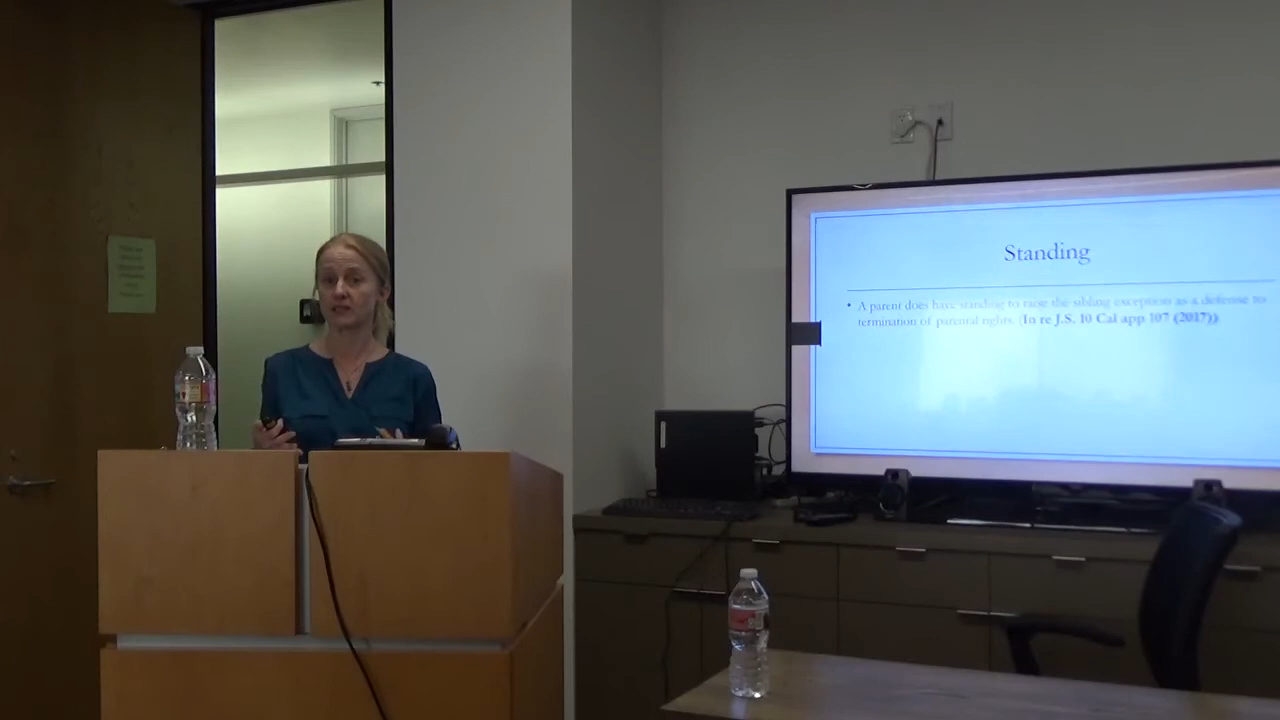 Standing
• A parent does have standing to raise the sibling exception as a defense to
termination of parental rights. (In re J.S. 10 Cal app 107 (2017))